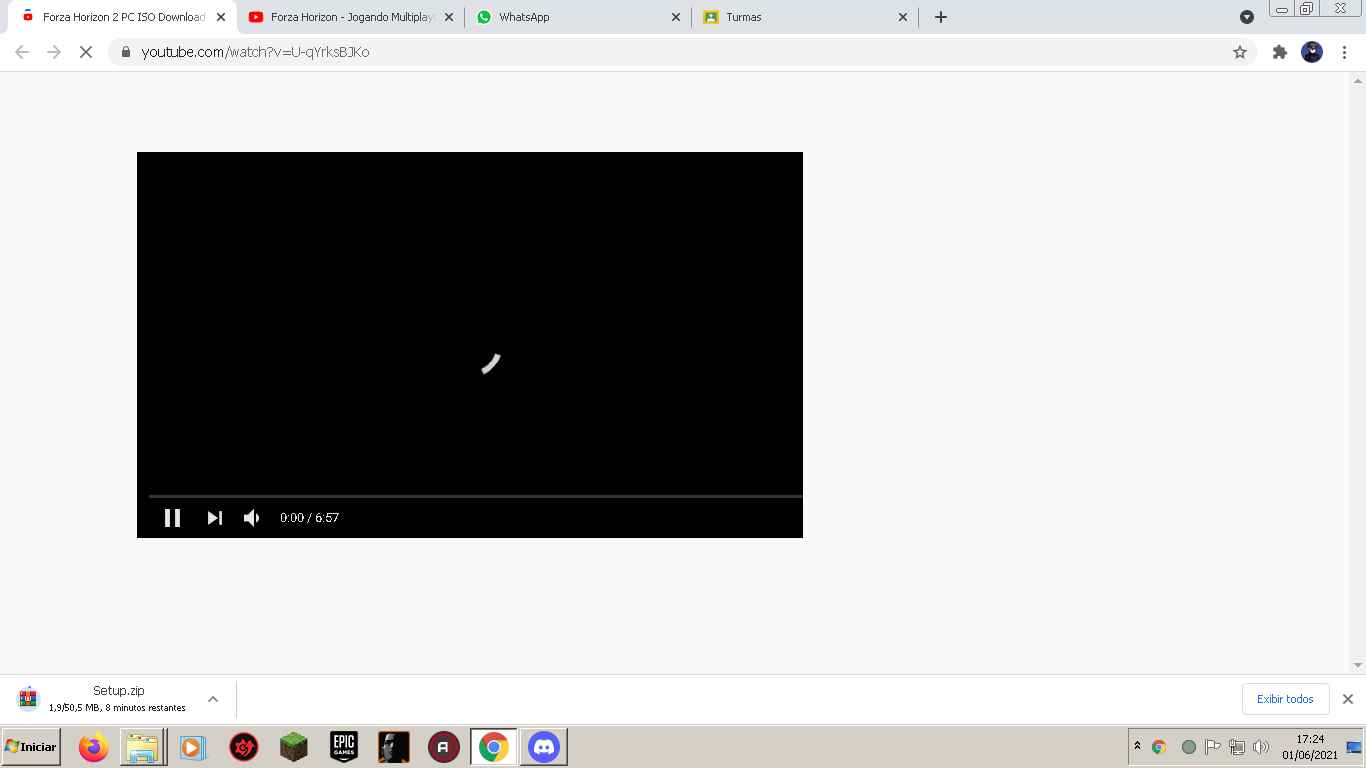 Forza Horizon 2 PC ISO Download
Forza Horizon - Jogando Multiplay
WhatsApp
Turmas
youtube.com/watch?v=U-qYrksBJKo
0:00 / 6:57
Setup.zip
1,9/50,5 MB, 8 minutos restantes
Exibir todos
Iniciar
EPIC
GAMES
A
17:24
01/06/2021